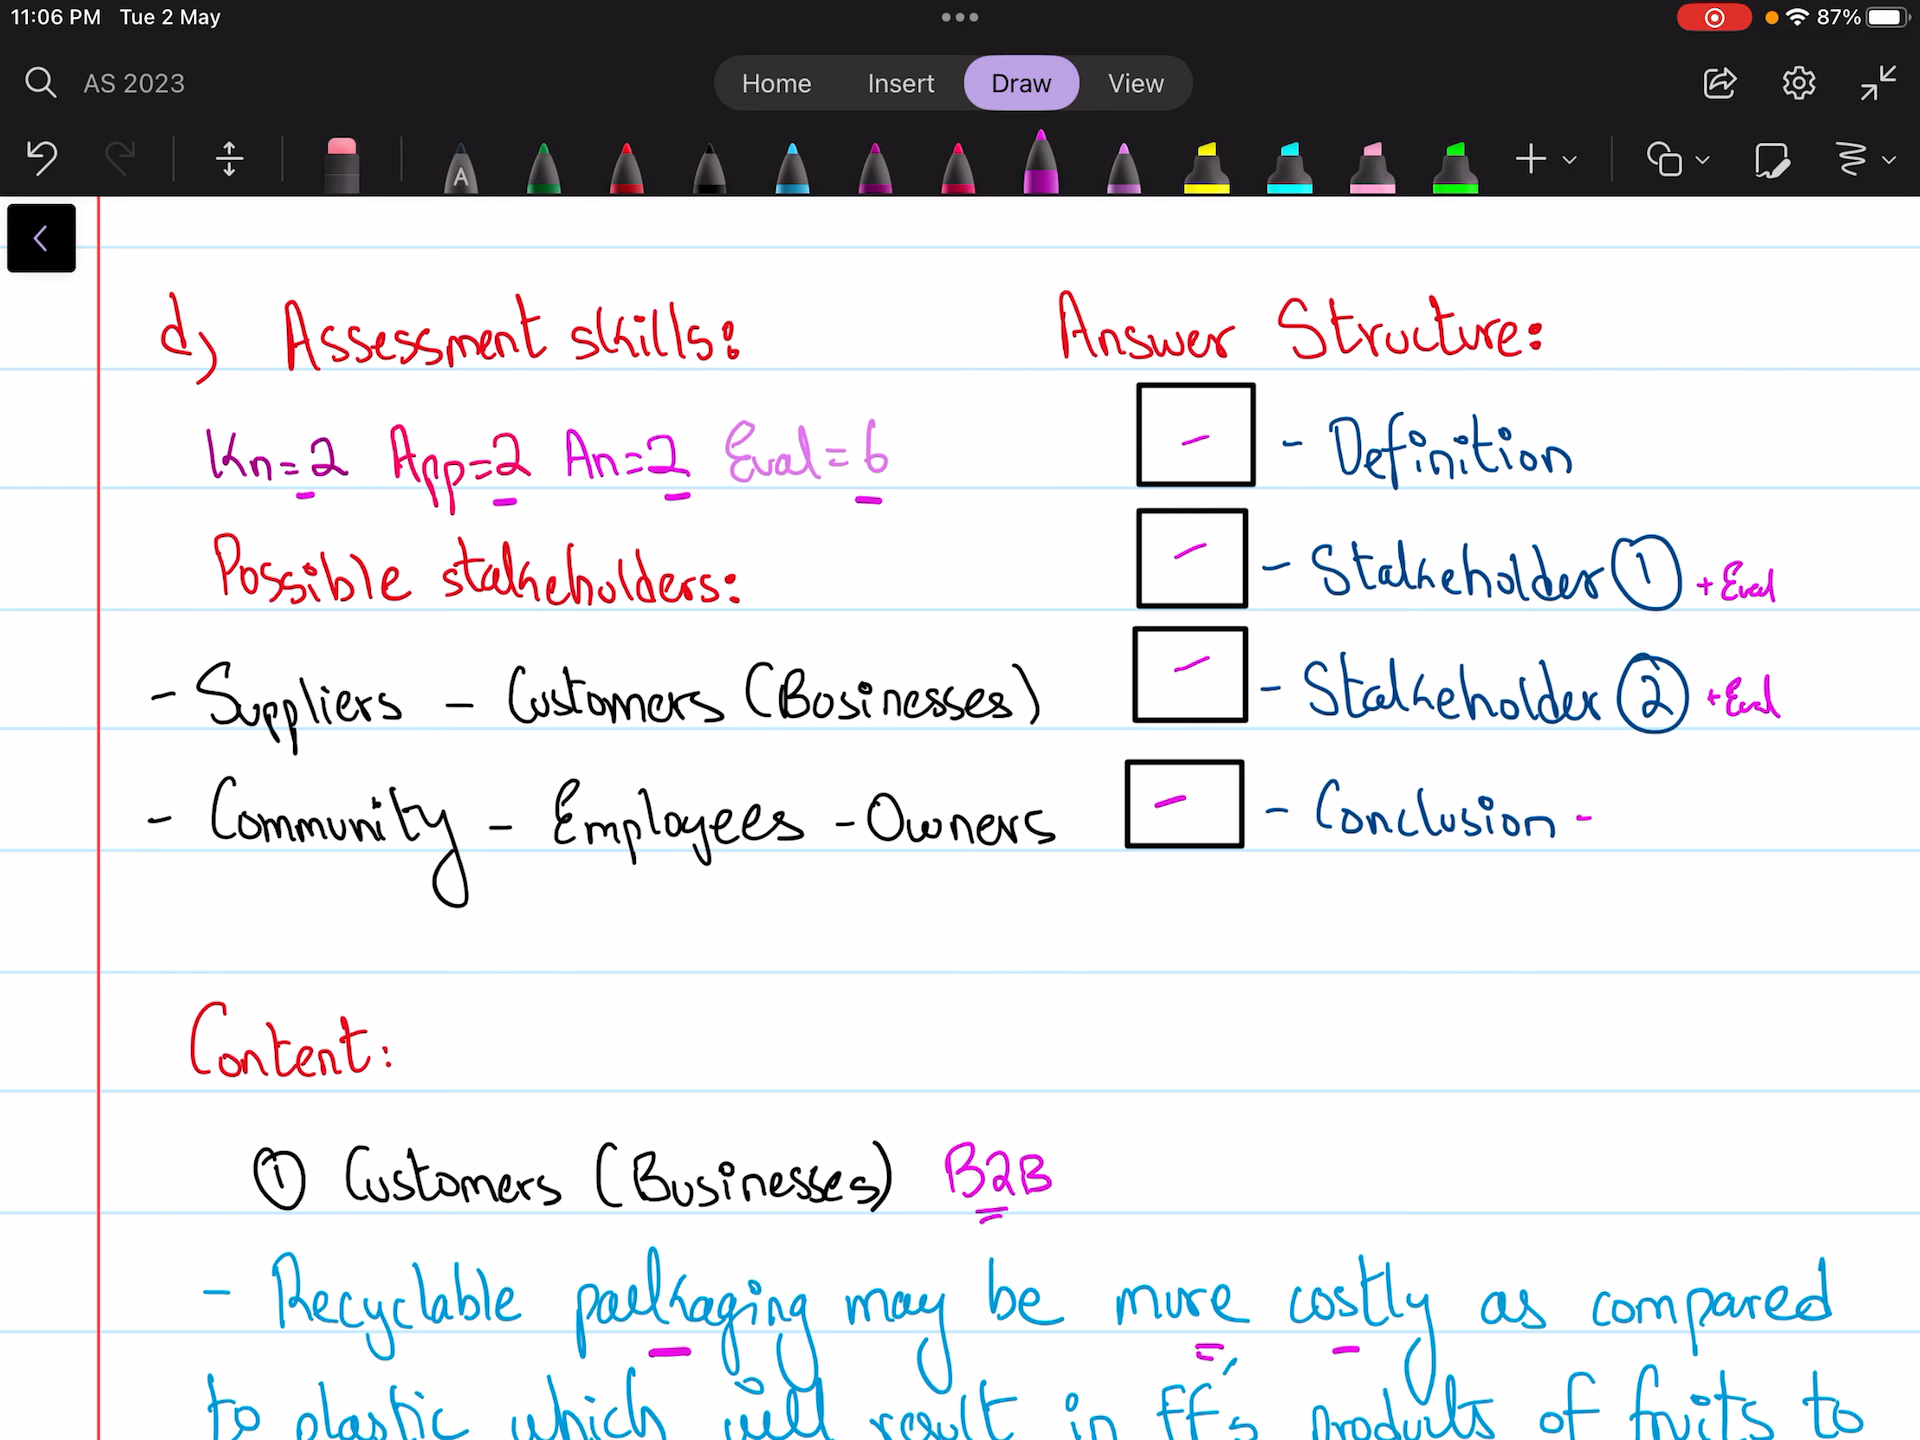 11:06 PM Tue 2 May
87%
AS 2023
Home Insert Draw View
A
d) Assessment skills:
Kn=2 App=2 An=2 Eval=6
Possible stakeholders:
- Suppliers - Customers (Businesses)
- Community - Employees - Owners
Answer Structure:
- Definition
- Stakeholder 1 + Eval
- Stakeholder 2 + Eval
- Conclusion -
Content:
1 Customers (Businesses) B2B
- Recyclable packaging may be more costly as compared
to plastic which will result in FF's products of fruits to